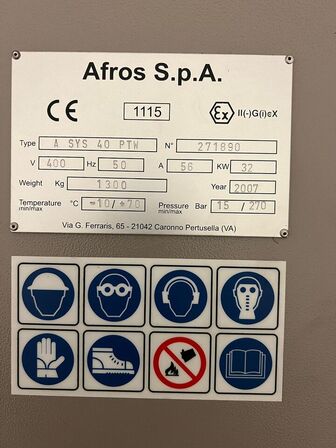 Afros S.p.A.
CE 1115 Ex II(-)G(i)¢X
Type A SYS 40 PTW N° 271890
V 400 Hz 50 A 56 KW 32
Weight Kg 1300 Year 2007
Temperature min/max °C -10/+70 Pressure min/max Bar 15 / 270
Via G. Ferraris, 65 - 21042 Caronno Pertusella (VA)